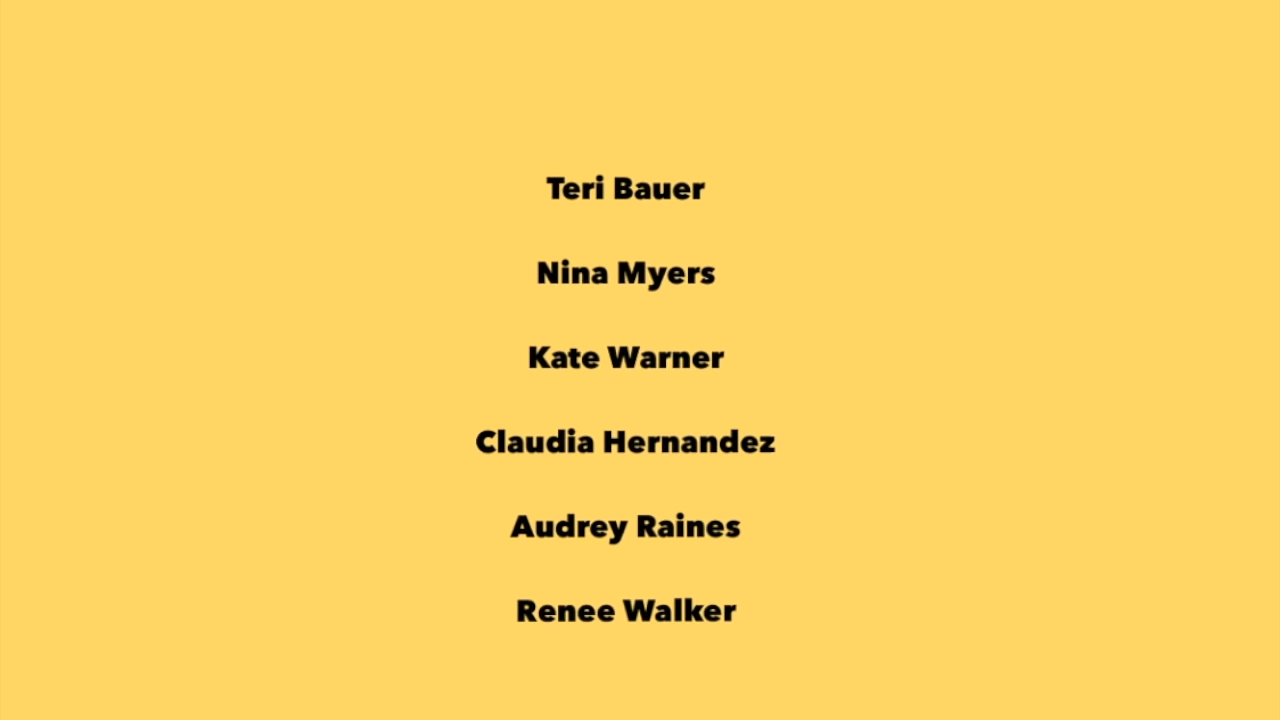 Teri Bauer
Nina Myers
Kate Warner
Claudia Hernandez
Audrey Raines
Renee Walker